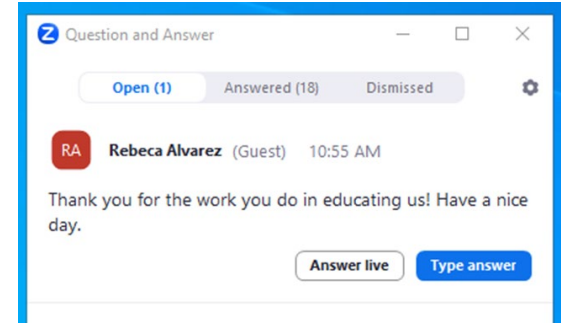 Question and Answer
Open (1) Answered (18) Dismissed
RA Rebeca Alvarez (Guest) 10:55 AM
Thank you for the work you do in educating us! Have a nice
day.
Answer live Type answer